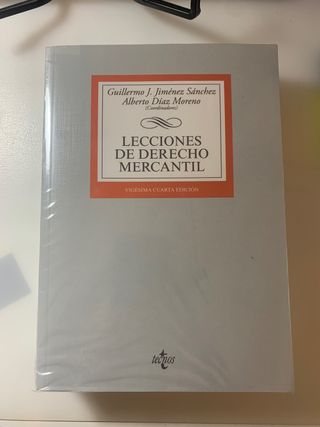 Guillermo J. Jiménez Sánchez
Alberto Díaz Moreno
(Coordinadores)
LECCIONES
DE DERECHO
MERCANTIL
VIGÉSIMA CUARTA EDICIÓN
tecnos